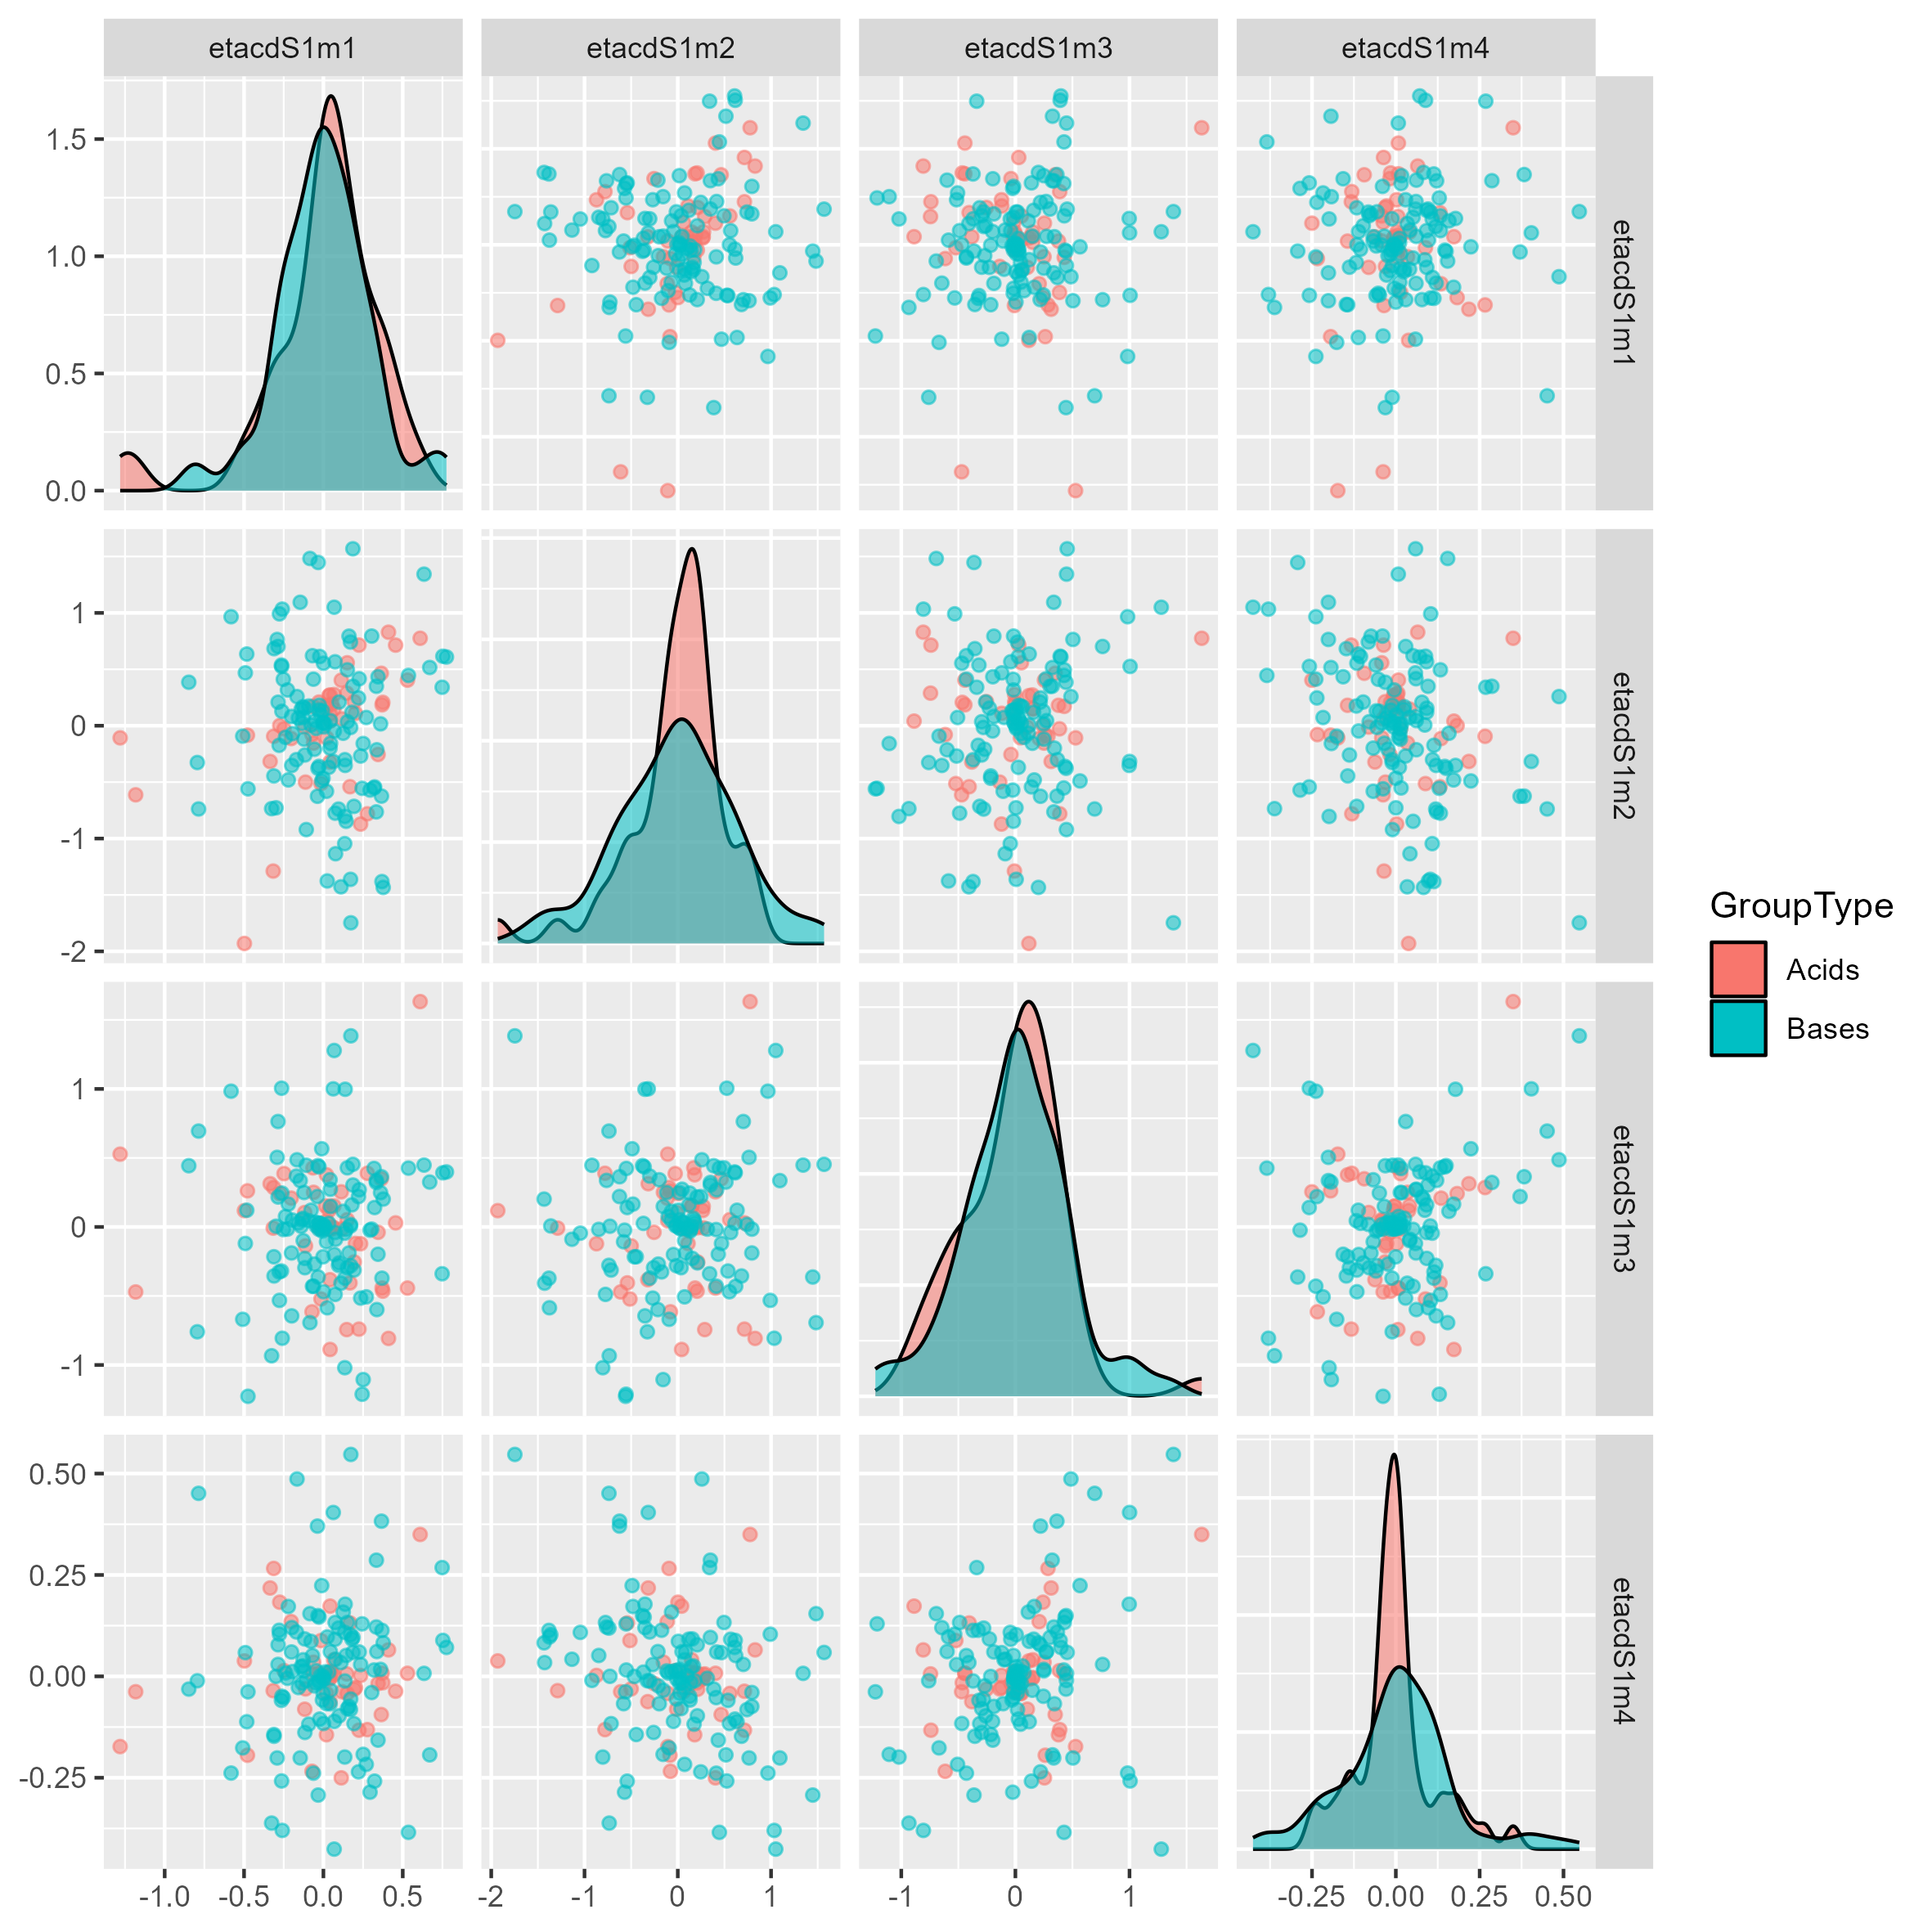 etacdS1m1 etacdS1m2 etacdS1m3 etacdS1m4
1.5
1.0
0.5
0.0
etacdS1m1
1
0
-1
-2
etacdS1m2
GroupType
Acids
Bases
1
0
-1
etacdS1m3
0.50
0.25
0.00
-0.25
etacdS1m4
-1.0 -0.5 0.0 0.5 -2 -1 0 1 -1 0 1 -0.25 0.00 0.25 0.50